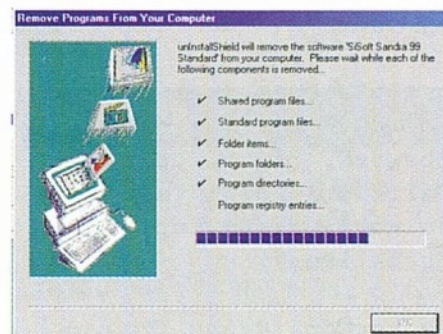 Remove Programs From Your Computer
unInstallShield will remove the software 'SiSoft Sandra 99
Standard' from your computer. Please wait while each of the
following components is removed...
✔ Shared program files...
✔ Standard program files...
✔ Folder items...
✔ Program folders...
✔ Program directories...
Program registry entries...
OK